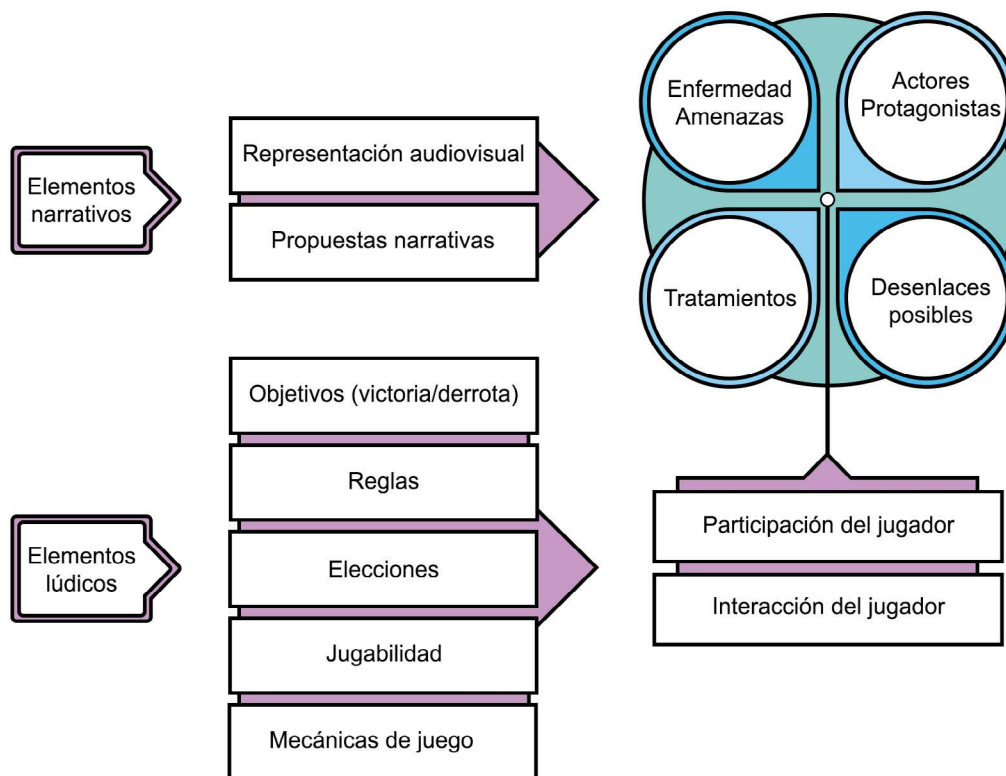 Elementos
narrativos
Representación audiovisual
Propuestas narrativas
Enfermedad
Amenazas
Actores
Protagonistas
Tratamientos
Desenlaces
posibles
Elementos
lúdicos
Objetivos (victoria/derrota)
Reglas
Elecciones
Jugabilidad
Mecánicas de juego
Participación del jugador
Interacción del jugador